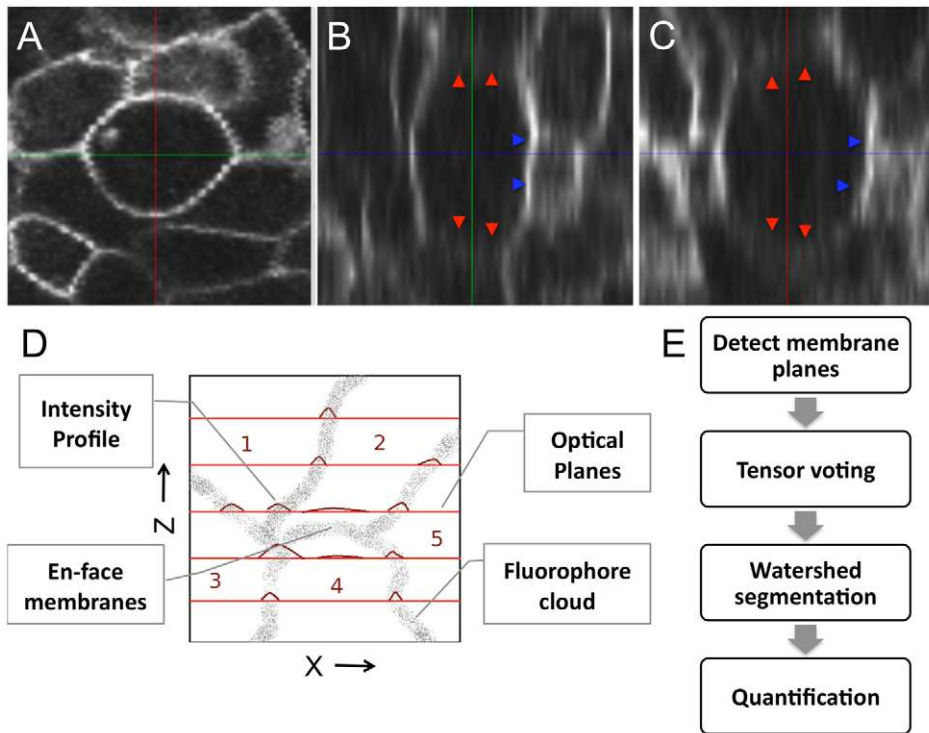 A
B
C
D
Intensity
Profile
En-face
membranes
Z
X
1
2
3
4
5
Optical
Planes
Fluorophore
cloud
E
Detect membrane
planes
Tensor voting
Watershed
segmentation
Quantification